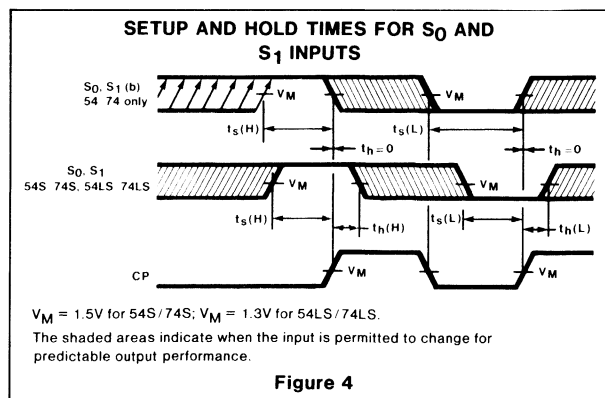 SETUP AND HOLD TIMES FOR S0 AND
S1 INPUTS
S0, S1 (b)
54 74 only
VM
VM
ts(H)
ts(L)
th=0
th=0
S0, S1
54S 74S, 54LS 74LS
VM
VM
ts(H)
th(H)
ts(L)
th(L)
CP
VM
VM
VM = 1.5V for 54S/74S; VM = 1.3V for 54LS/74LS.
The shaded areas indicate when the input is permitted to change for
predictable output performance.
Figure 4